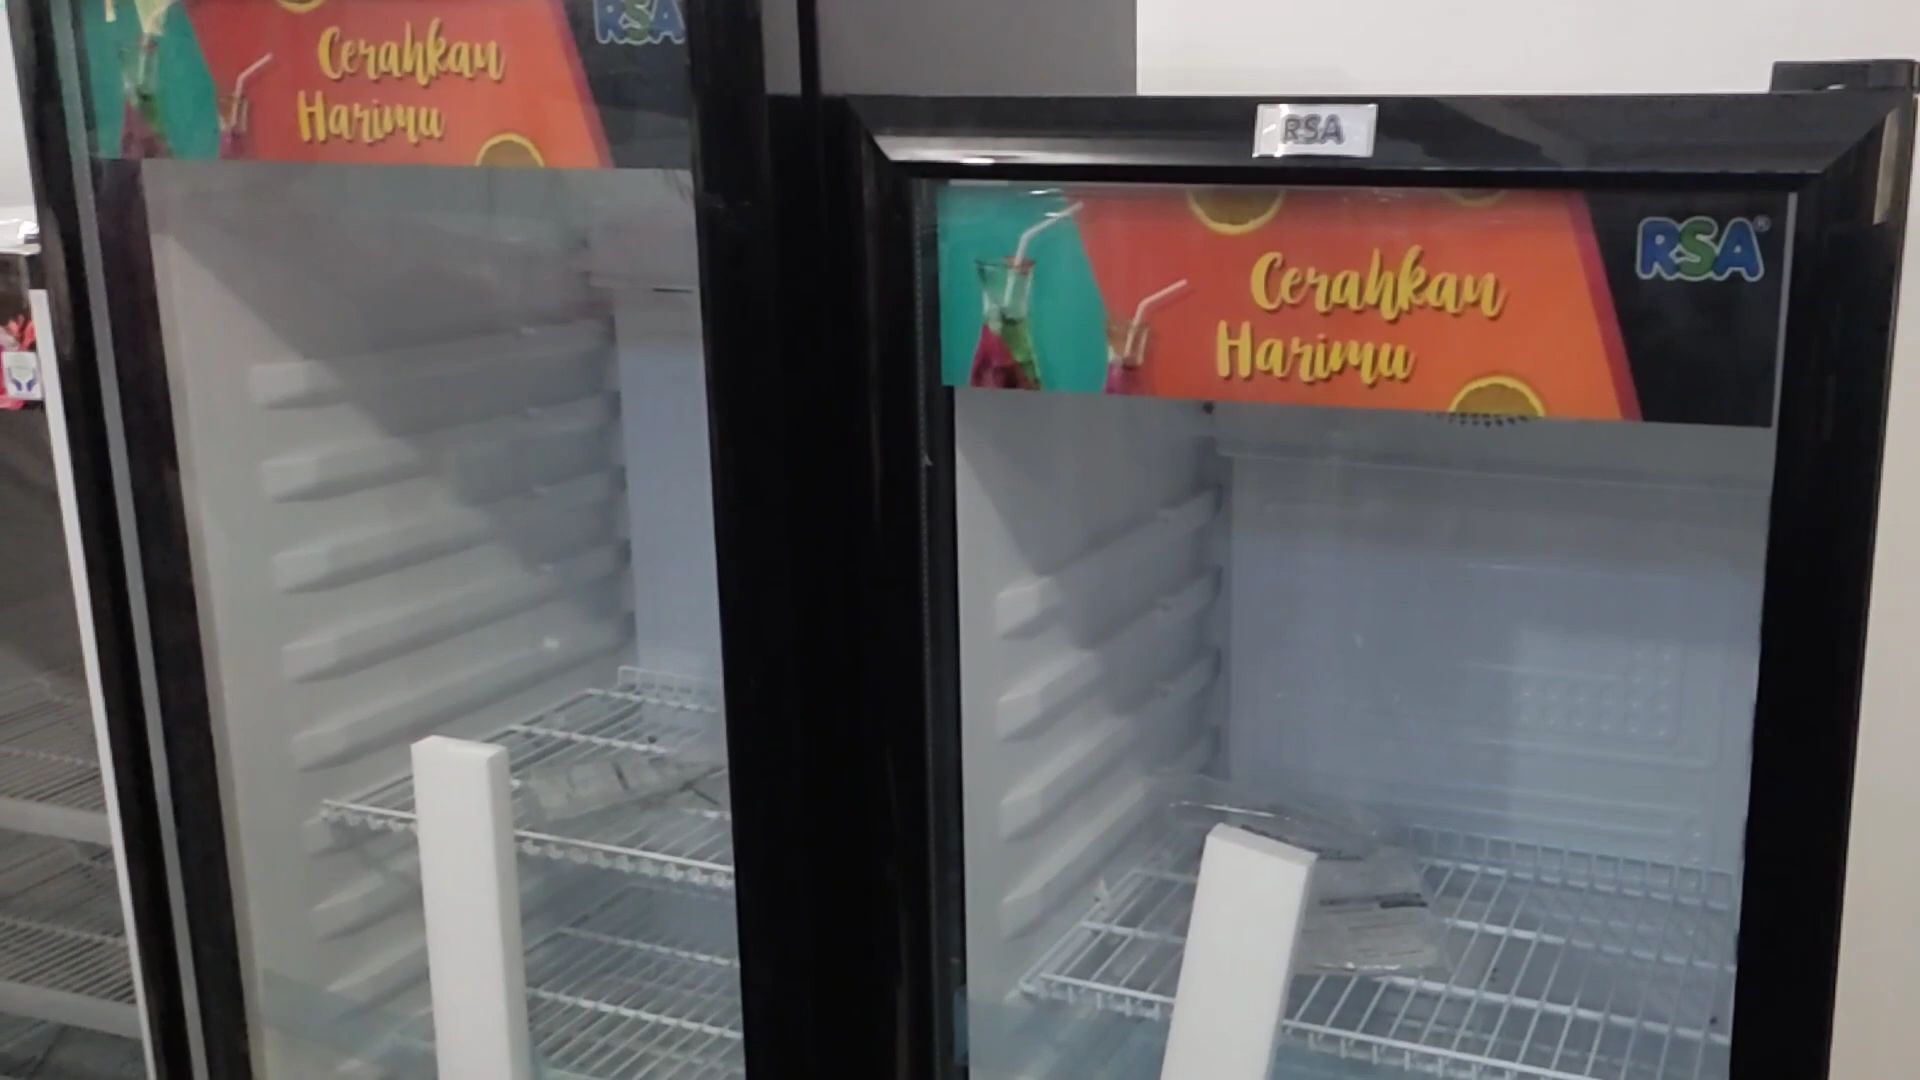 Cerahkan
Harimu
RSA
RSA
Cerahkan
Harimu
RSA